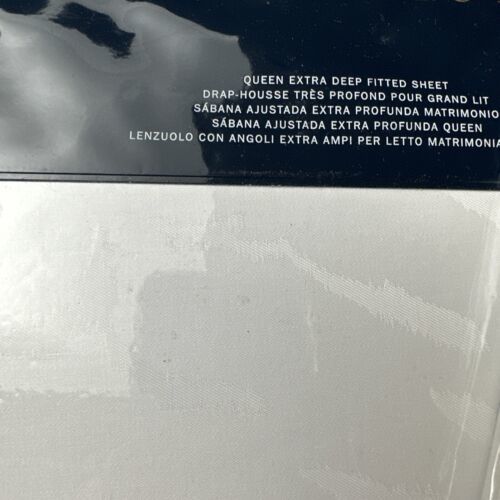 QUEEN EXTRA DEEP FITTED SHEET
DRAP-HOUSSE TRÈS PROFOND POUR GRAND LIT
SÁBANA AJUSTADA EXTRA PROFUNDA MATRIMONIO
SÁBANA AJUSTADA EXTRA PROFUNDA QUEEN
LENZUOLO CON ANGOLI EXTRA AMPI PER LETTO MATRIMONIA